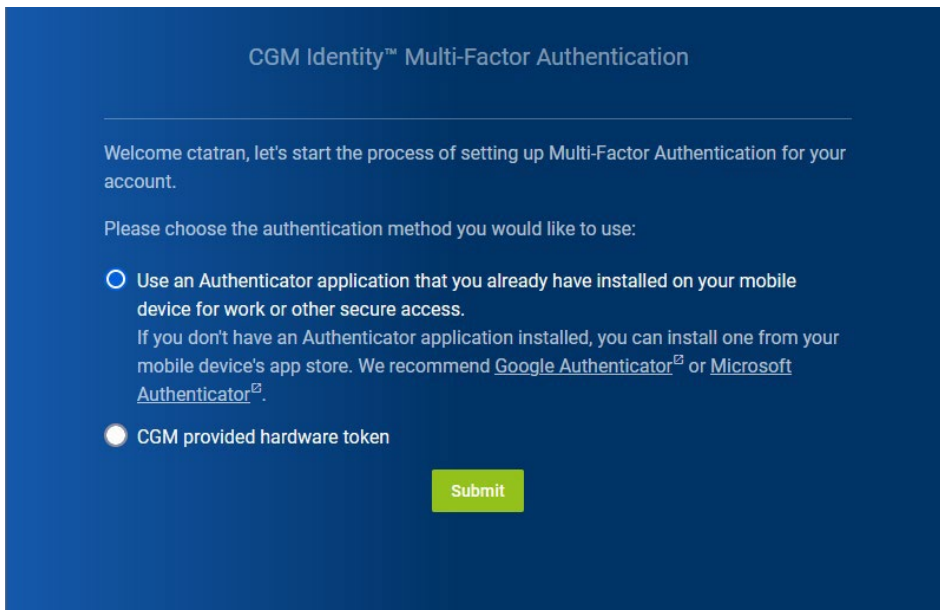 CGM Identity™ Multi-Factor Authentication
Welcome ctatran, let's start the process of setting up Multi-Factor Authentication for your
account.
Please choose the authentication method you would like to use:
Use an Authenticator application that you already have installed on your mobile
device for work or other secure access.
If you don't have an Authenticator application installed, you can install one from your
mobile device's app store. We recommend Google Authenticator or Microsoft
Authenticator.
CGM provided hardware token
Submit